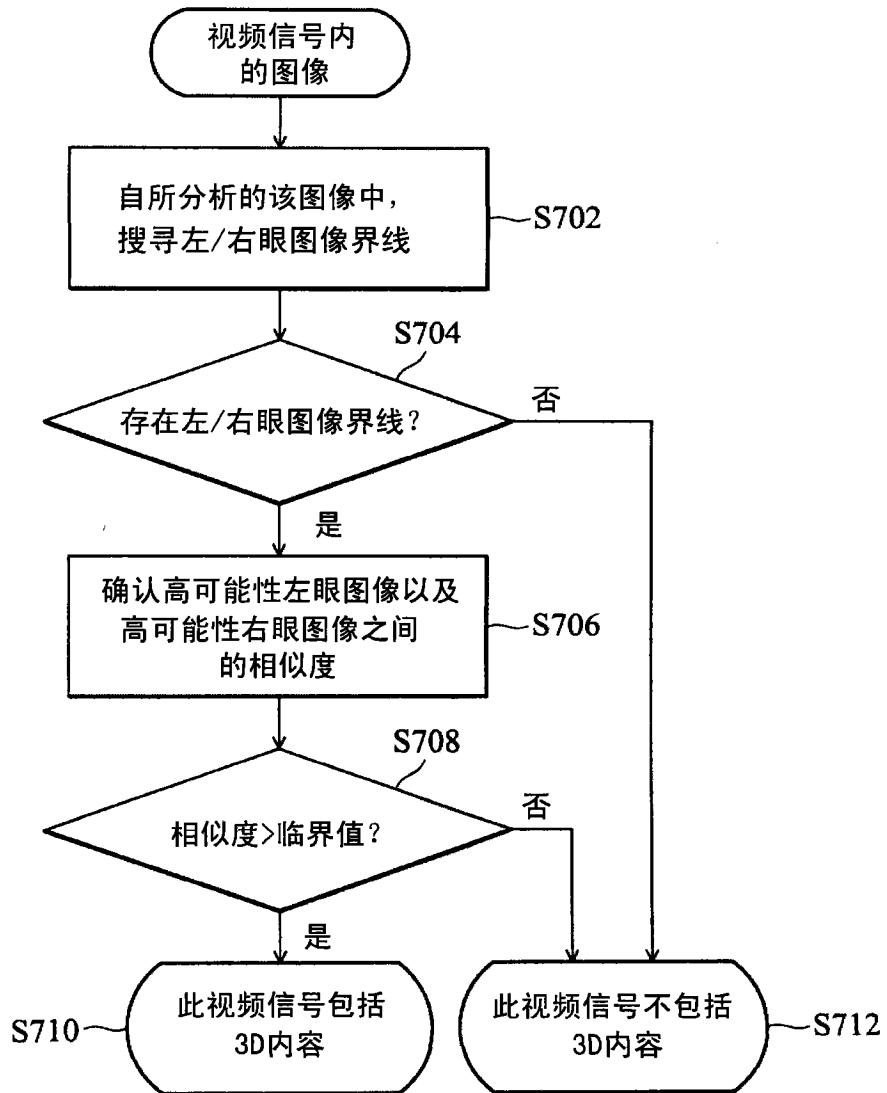 视频信号内
的图像
自所分析的该图像中，
搜寻左/右眼图像界线
S702
S704
存在左/右眼图像界线？
否
是
确认高可能性左眼图像以及
高可能性右眼图像之间
的相似度
S706
S708
相似度>临界值？
否
是
此视频信号包括
3D内容
S710
此视频信号不包括
3D内容
S712